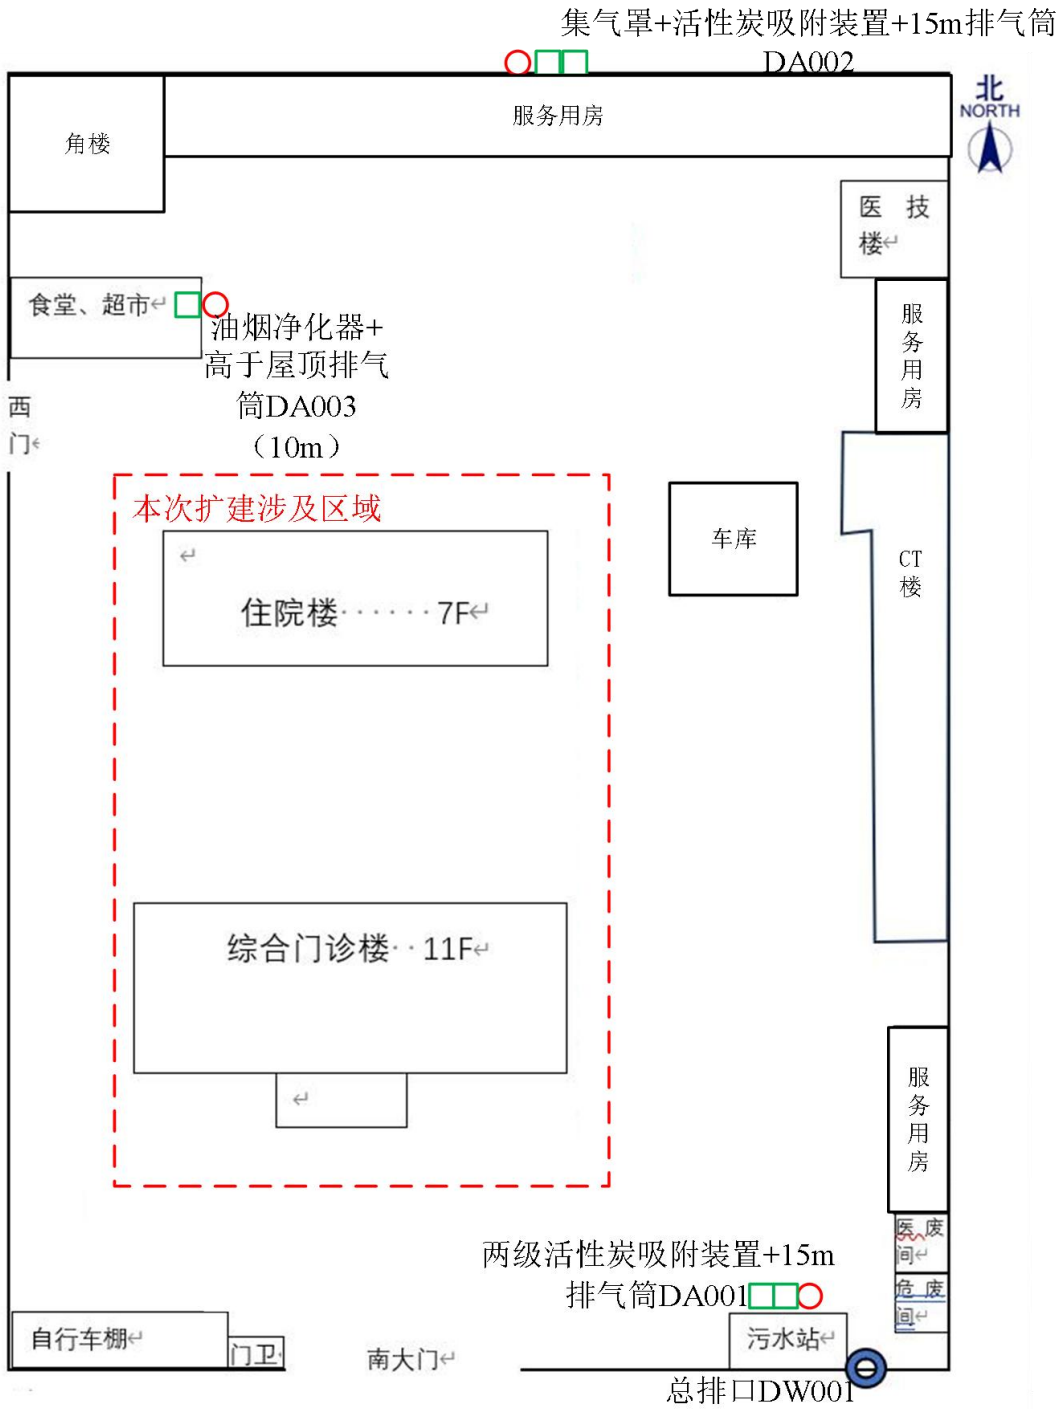 集气罩+活性炭吸附装置+15m排气筒
DA002
北
NORTH
服务用房
角楼
医 技
楼
食堂、超市
服
务
用
房
油烟净化器+
高于屋顶排气
筒DA003
（10m）
西
门
本次扩建涉及区域
车库
CT
楼
住院楼······7F
综合门诊楼··11F
服
务
用
房
医 废
间
两级活性炭吸附装置+15m
排气筒DA001
危 废
间
自行车棚
门卫
南大门
污水站
总排口DW001